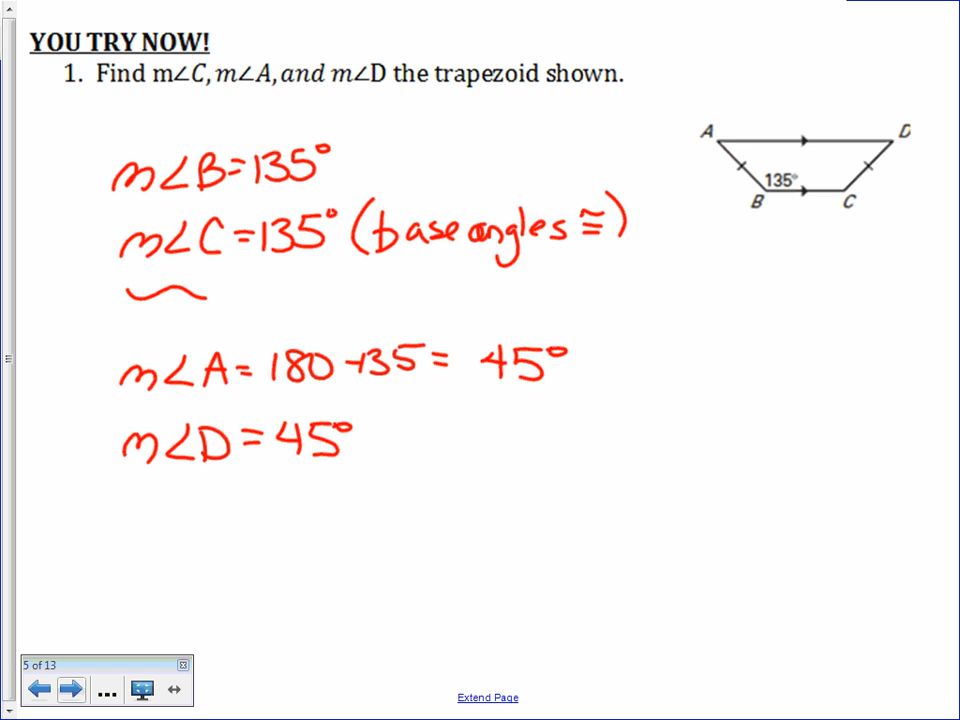 YOU TRY NOW!
1. Find m∠C, m∠A, and m∠D the trapezoid shown.
A
D
135°
B
C
m∠B=135°
m∠C=135° (base angles ≅)
m∠A= 180-135= 45°
m∠D=45°
5 of 13
...
Extend Page